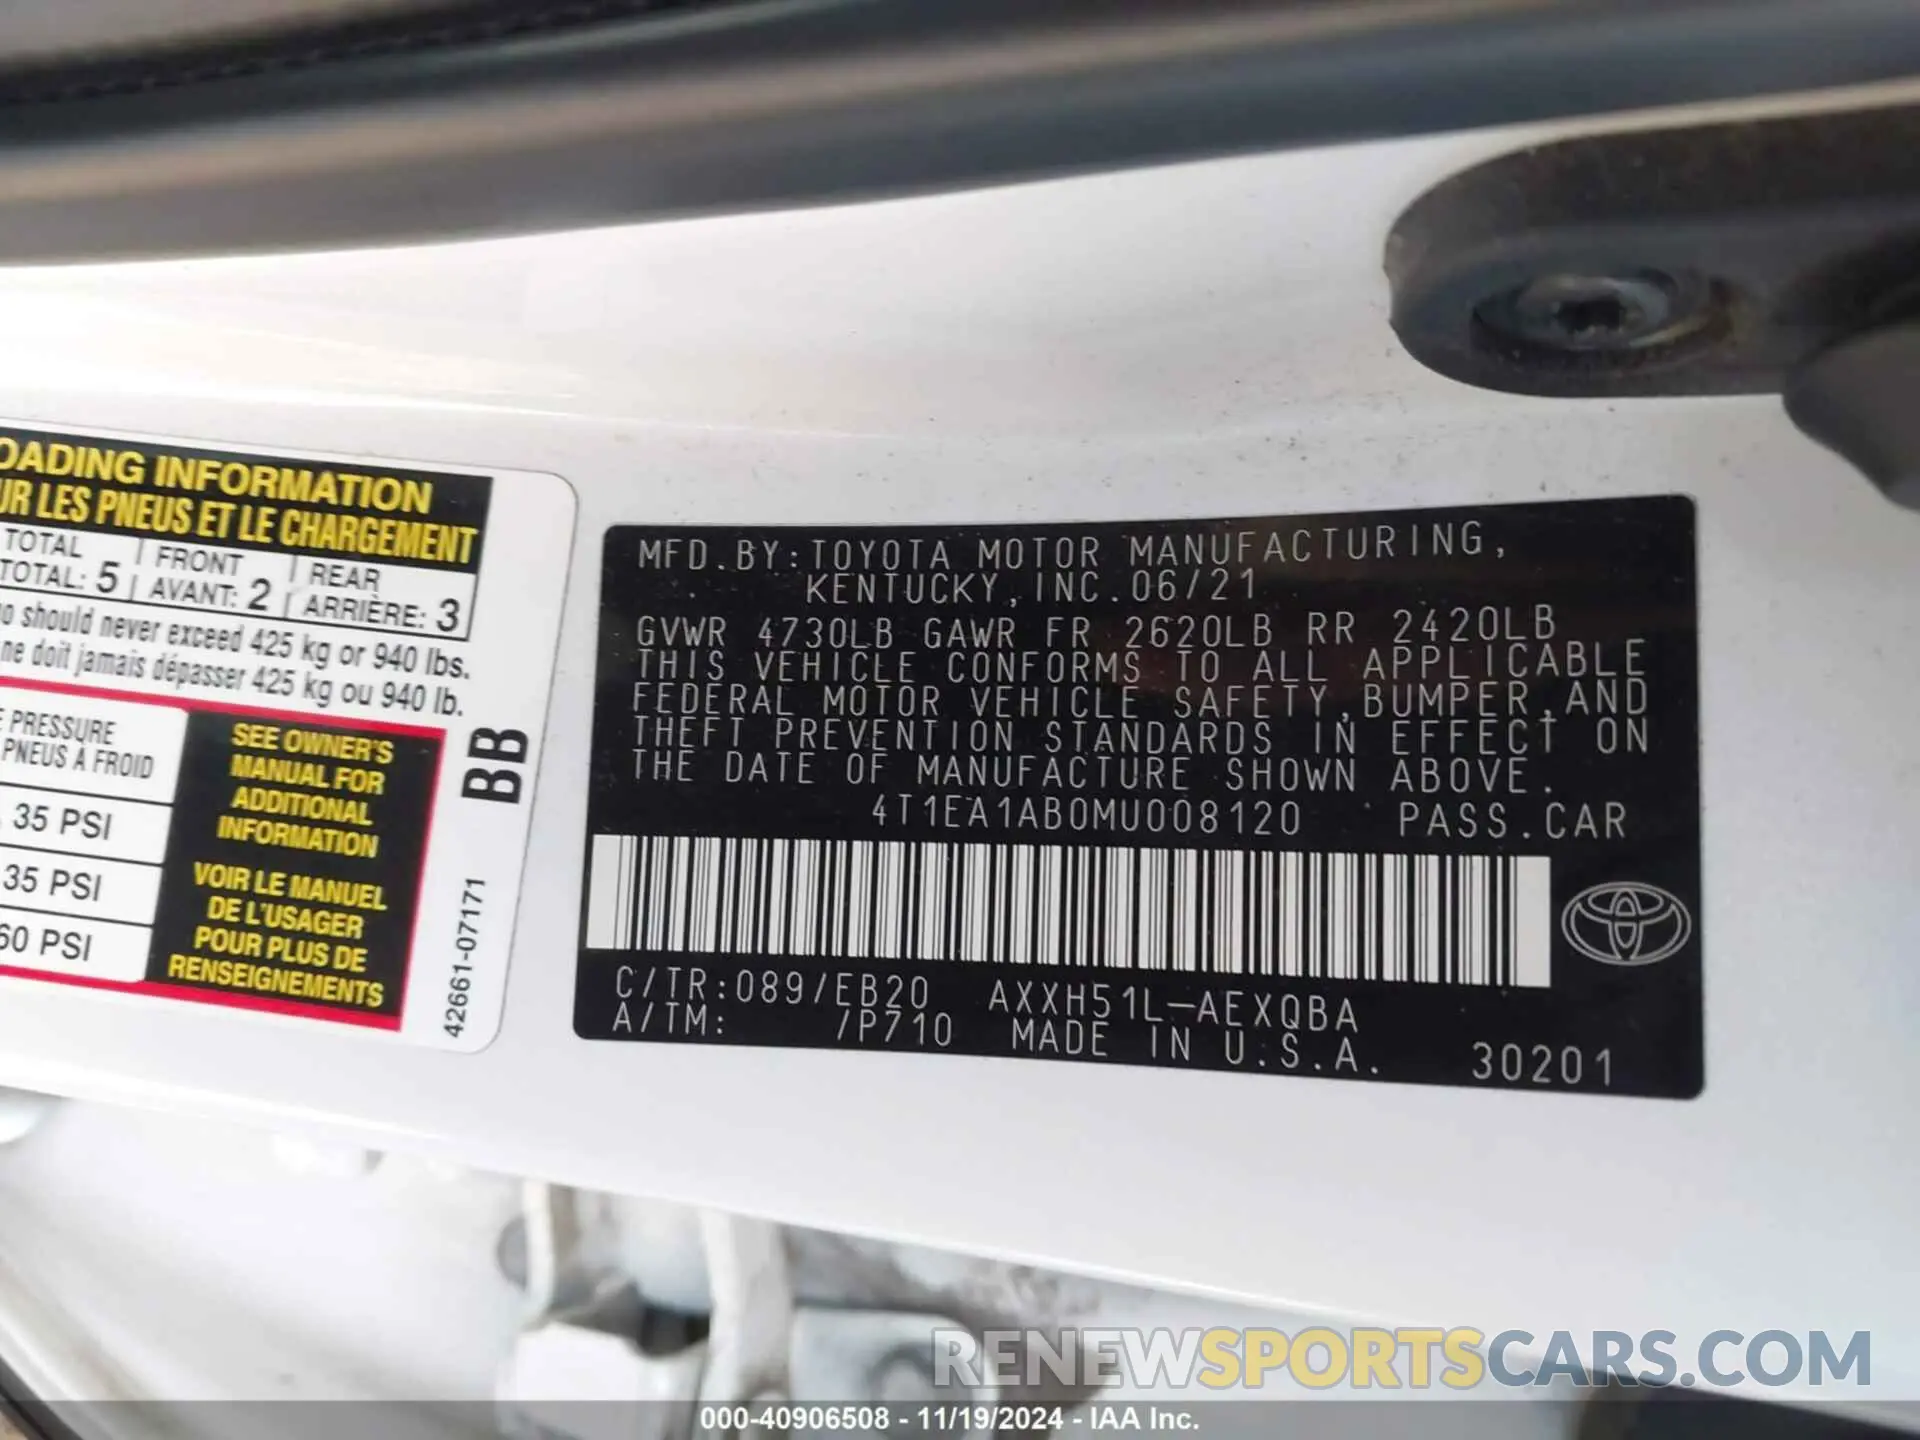 OADING INFORMATION
UR LES PNEUS ET LE CHARGEMENT
TOTAL | FRONT | REAR
TOTAL: 5 | AVANT: 2 | ARRIÈRE: 3
should never exceed 425 kg or 940 lbs.
ne doit jamais dépasser 425 kg ou 940 lb.
PRESSURE
PNEUS À FROID
35 PSI
35 PSI
60 PSI
SEE OWNER'S
MANUAL FOR
ADDITIONAL
INFORMATION
VOIR LE MANUEL
DE L'USAGER
POUR PLUS DE
RENSEIGNEMENTS
BB
42661-07171
MFD.BY:TOYOTA MOTOR MANUFACTURING,
KENTUCKY,INC.06/21
GVWR 4730LB GAWR FR 2620LB RR 2420LB
THIS VEHICLE CONFORMS TO ALL APPLICABLE
FEDERAL MOTOR VEHICLE SAFETY,BUMPER,AND
THEFT PREVENTION STANDARDS IN EFFECT ON
THE DATE OF MANUFACTURE SHOWN ABOVE.
4T1EA1AB0MU008120 PASS.CAR
C/TR:089/EB20 AXXH51L-AEXQBA
A/TM: /P710 MADE IN U.S.A. 30201
RENEWSPORTSCARS.COM
000-40906508 - 11/19/2024 - IAA Inc.